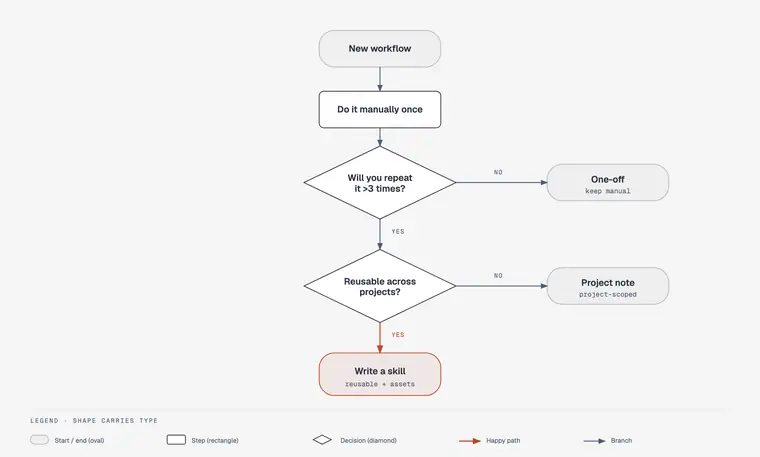 New workflow
Do it manually once
Will you repeat
it >3 times?
NO
One-off
keep manual
YES
Reusable across
projects?
NO
Project note
project-scoped
YES
Write a skill
reusable + assets
LEGEND · SHAPE CARRIES TYPE
Start / end (oval)
Step (rectangle)
Decision (diamond)
Happy path
Branch